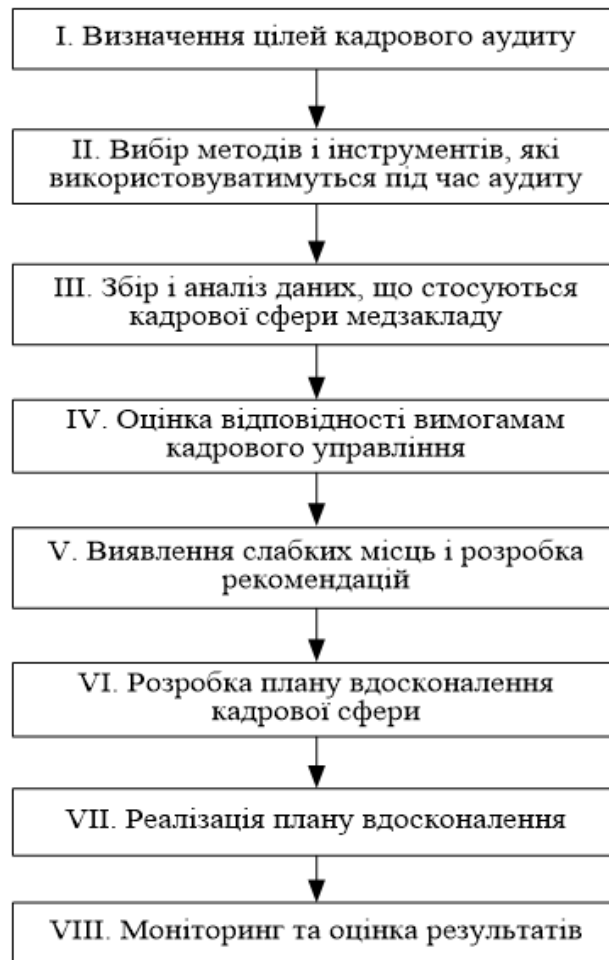 I. Визначення цілей кадрового аудиту
II. Вибір методів і інструментів, які
використовуватимуться під час аудиту
III. Збір і аналіз даних, що стосуються
кадрової сфери медзакладу
IV. Оцінка відповідності вимогамам
кадрового управління
V. Виявлення слабких місць і розробка
рекомендацій
VI. Розробка плану вдосконалення
кадрової сфери
VII. Реалізація плану вдосконалення
VIII. Моніторинг та оцінка результатів